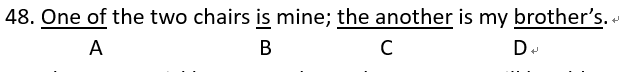 48. One of the two chairs is mine; the another is my brother's.
A B C D